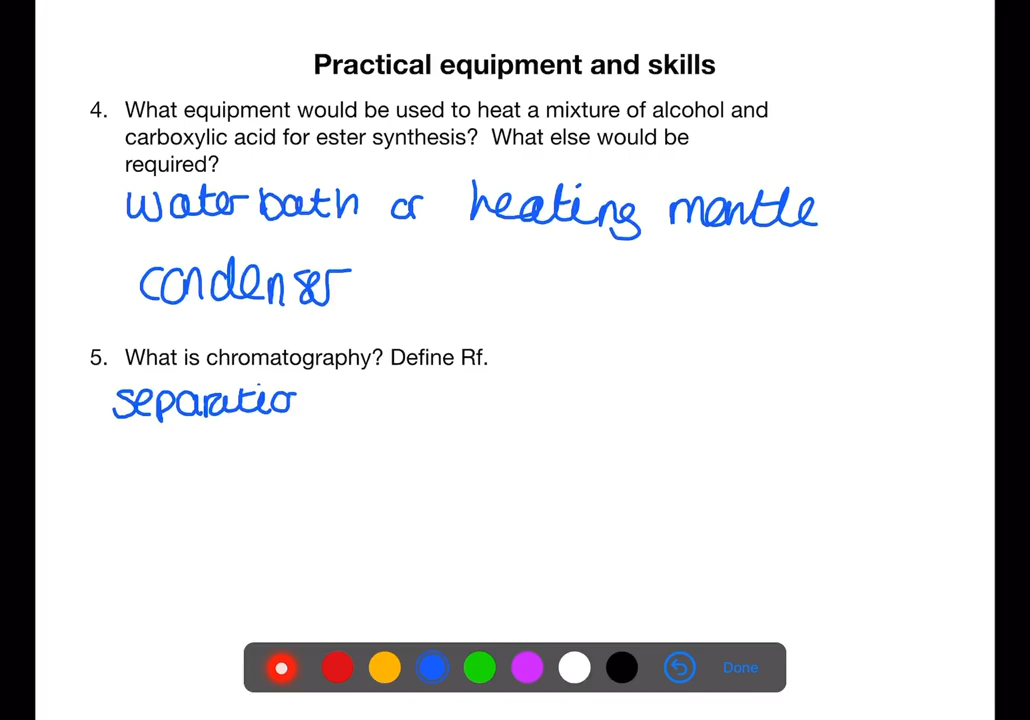 Practical equipment and skills
4. What equipment would be used to heat a mixture of alcohol and
carboxylic acid for ester synthesis? What else would be
required?
water bath or heating mantle
condenser
5. What is chromatography? Define Rf.
separatio
Done